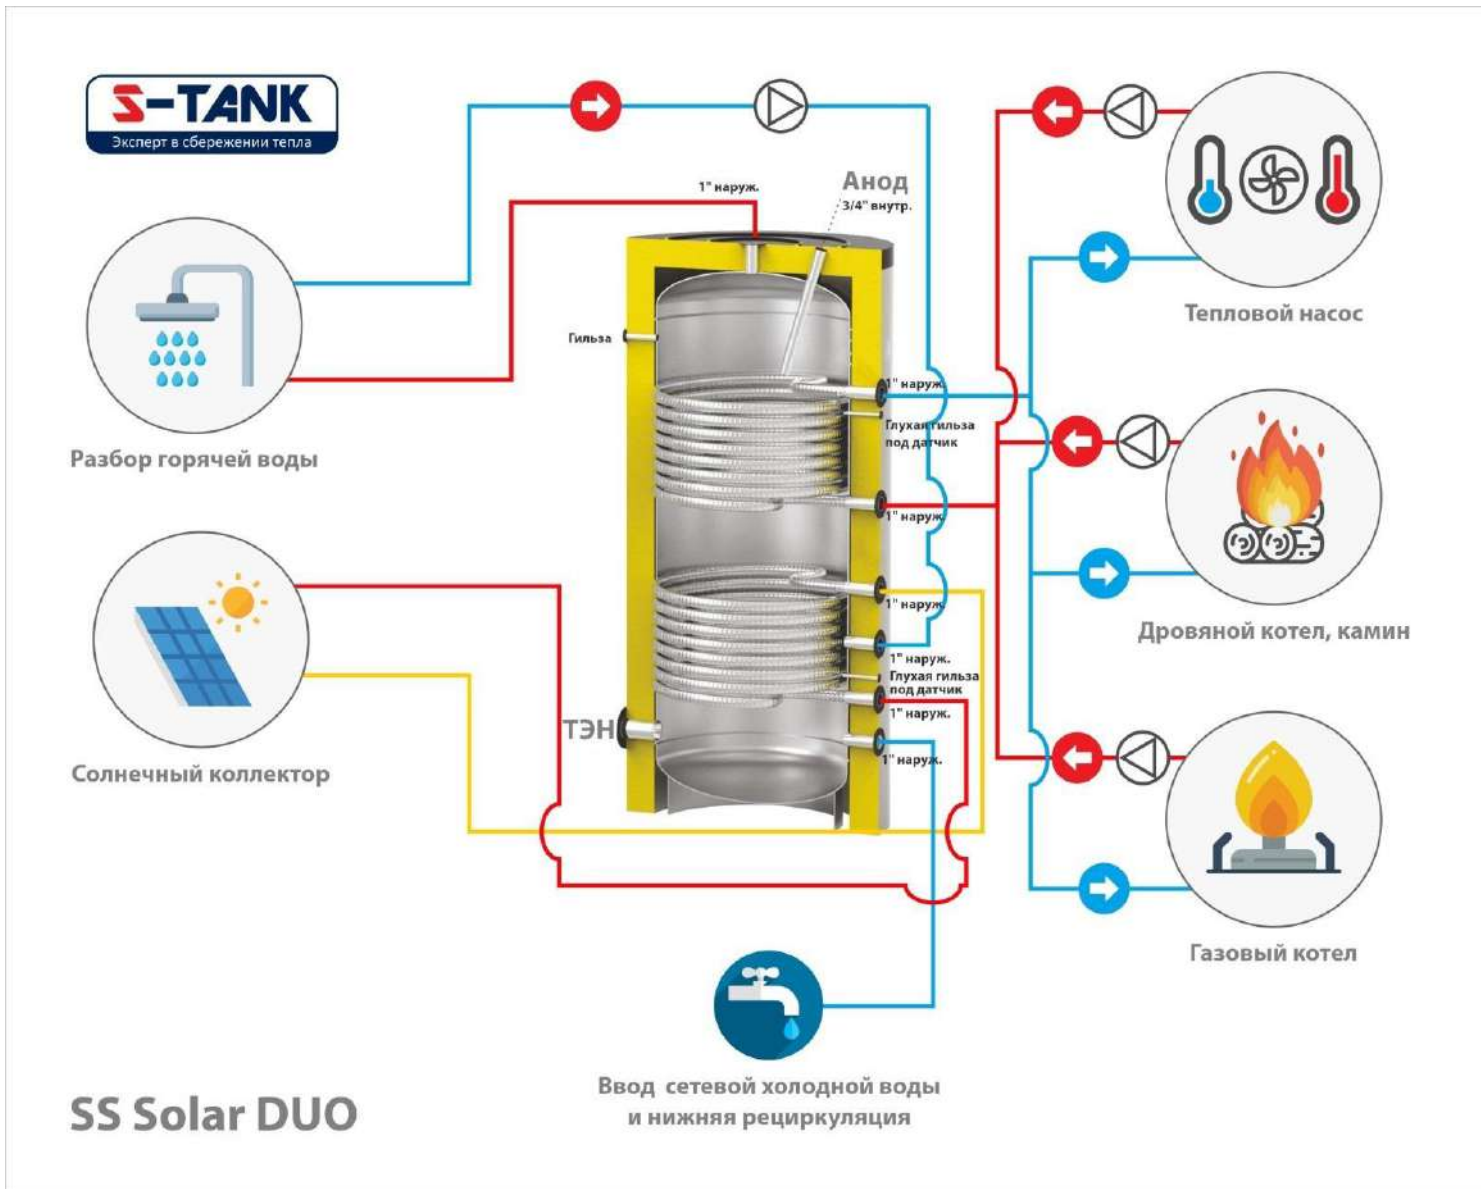 S-TANK
Эксперт в сбережении тепла
1" наруж.
Анод
3/4" внутр.
Гильза
Тепловой насос
Разбор горячей воды
1" наруж.
Глухая гильза
под датчик
1" наруж.
Дровяной котел, камин
1" наруж.
1" наруж.
Глухая гильза
под датчик
1" наруж.
ТЭН
1" наруж.
Солнечный коллектор
Газовый котел
Ввод сетевой холодной воды
и нижняя рециркуляция
SS Solar DUO